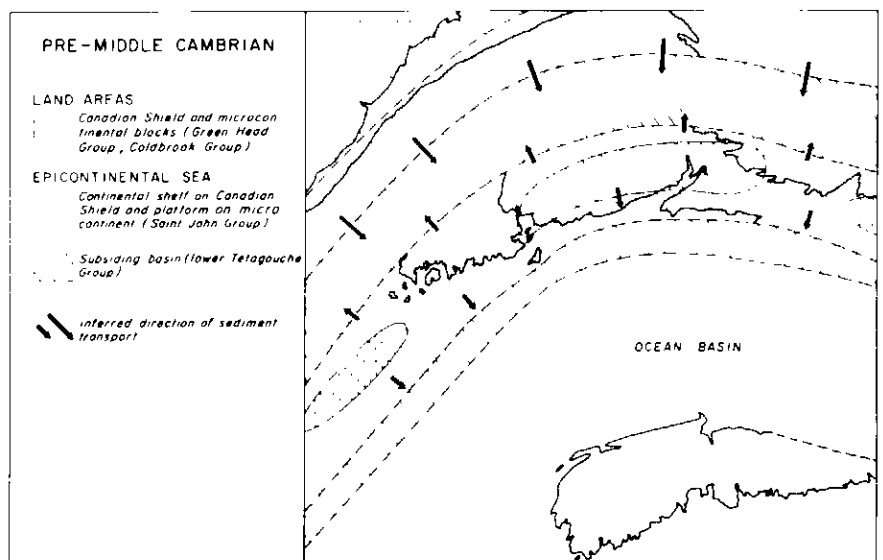 PRE-MIDDLE CAMBRIAN
LAND AREAS
Canadian Shield and microcon
tinental blocks (Green Head
Group, Coldbrook Group)
EPICONTINENTAL SEA
Continental shelf on Canadian
Shield and platform on micro
continent (Saint John Group)
Subsiding basin (lower Tetagouche
Group)
inferred direction of sediment
transport
OCEAN BASIN